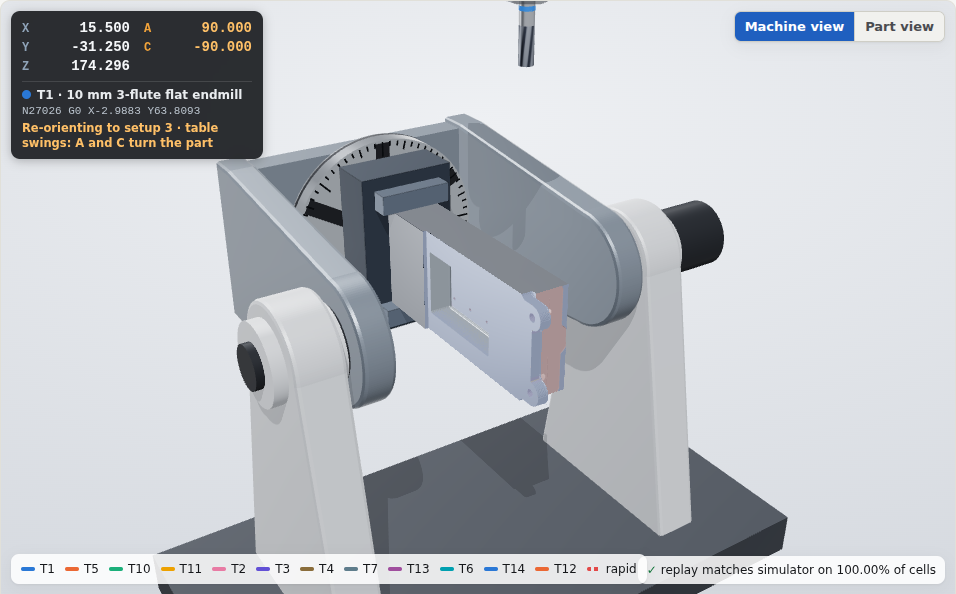 X 15.500 A 90.000
Y -31.250 C -90.000
Z 174.296
T1 · 10 mm 3-flute flat endmill
N27026 G0 X-2.9883 Y63.8093
Re-orienting to setup 3 · table
swings: A and C turn the part
Machine view Part view
T1 T5 T10 T11 T2 T3 T4 T7 T13 T6 T14 T12 rapid
✓ replay matches simulator on 100.00% of cells